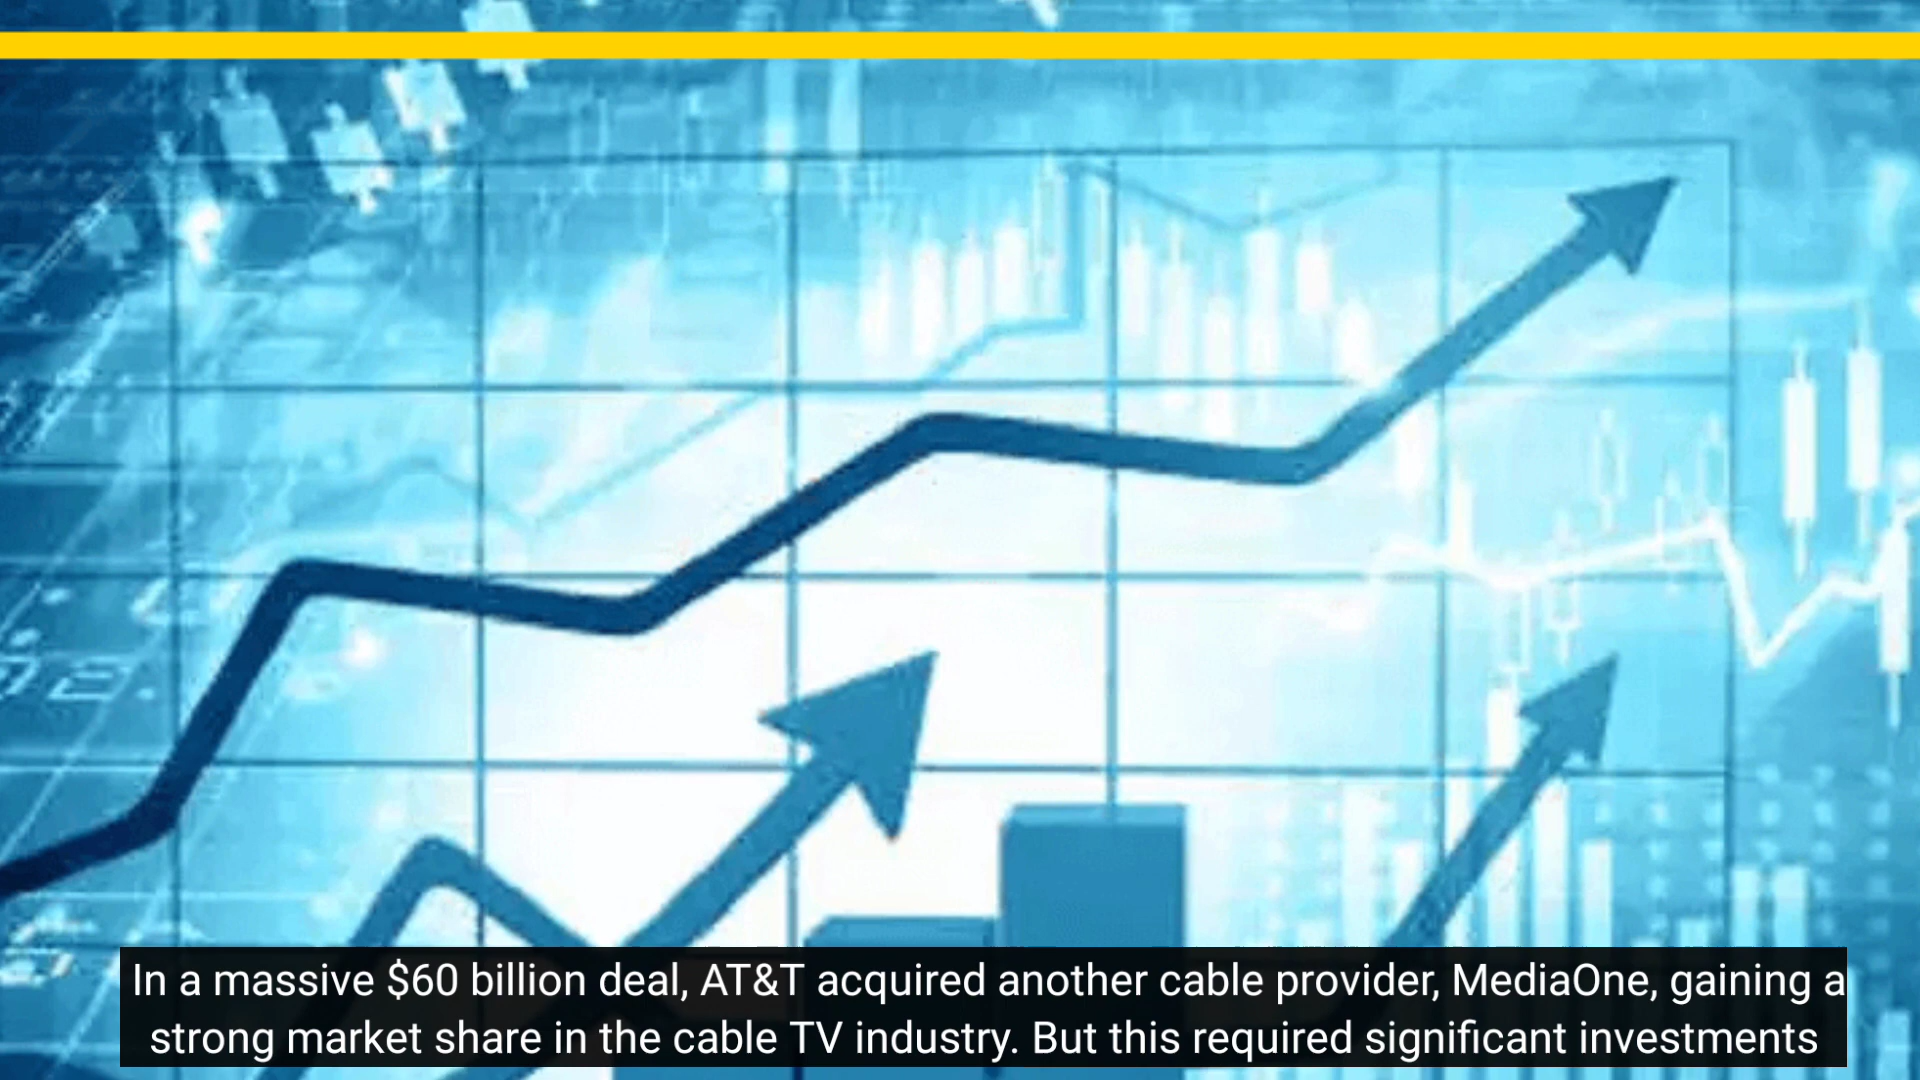 In a massive $60 billion deal, AT&T acquired another cable provider, MediaOne, gaining a
strong market share in the cable TV industry. But this required significant investments